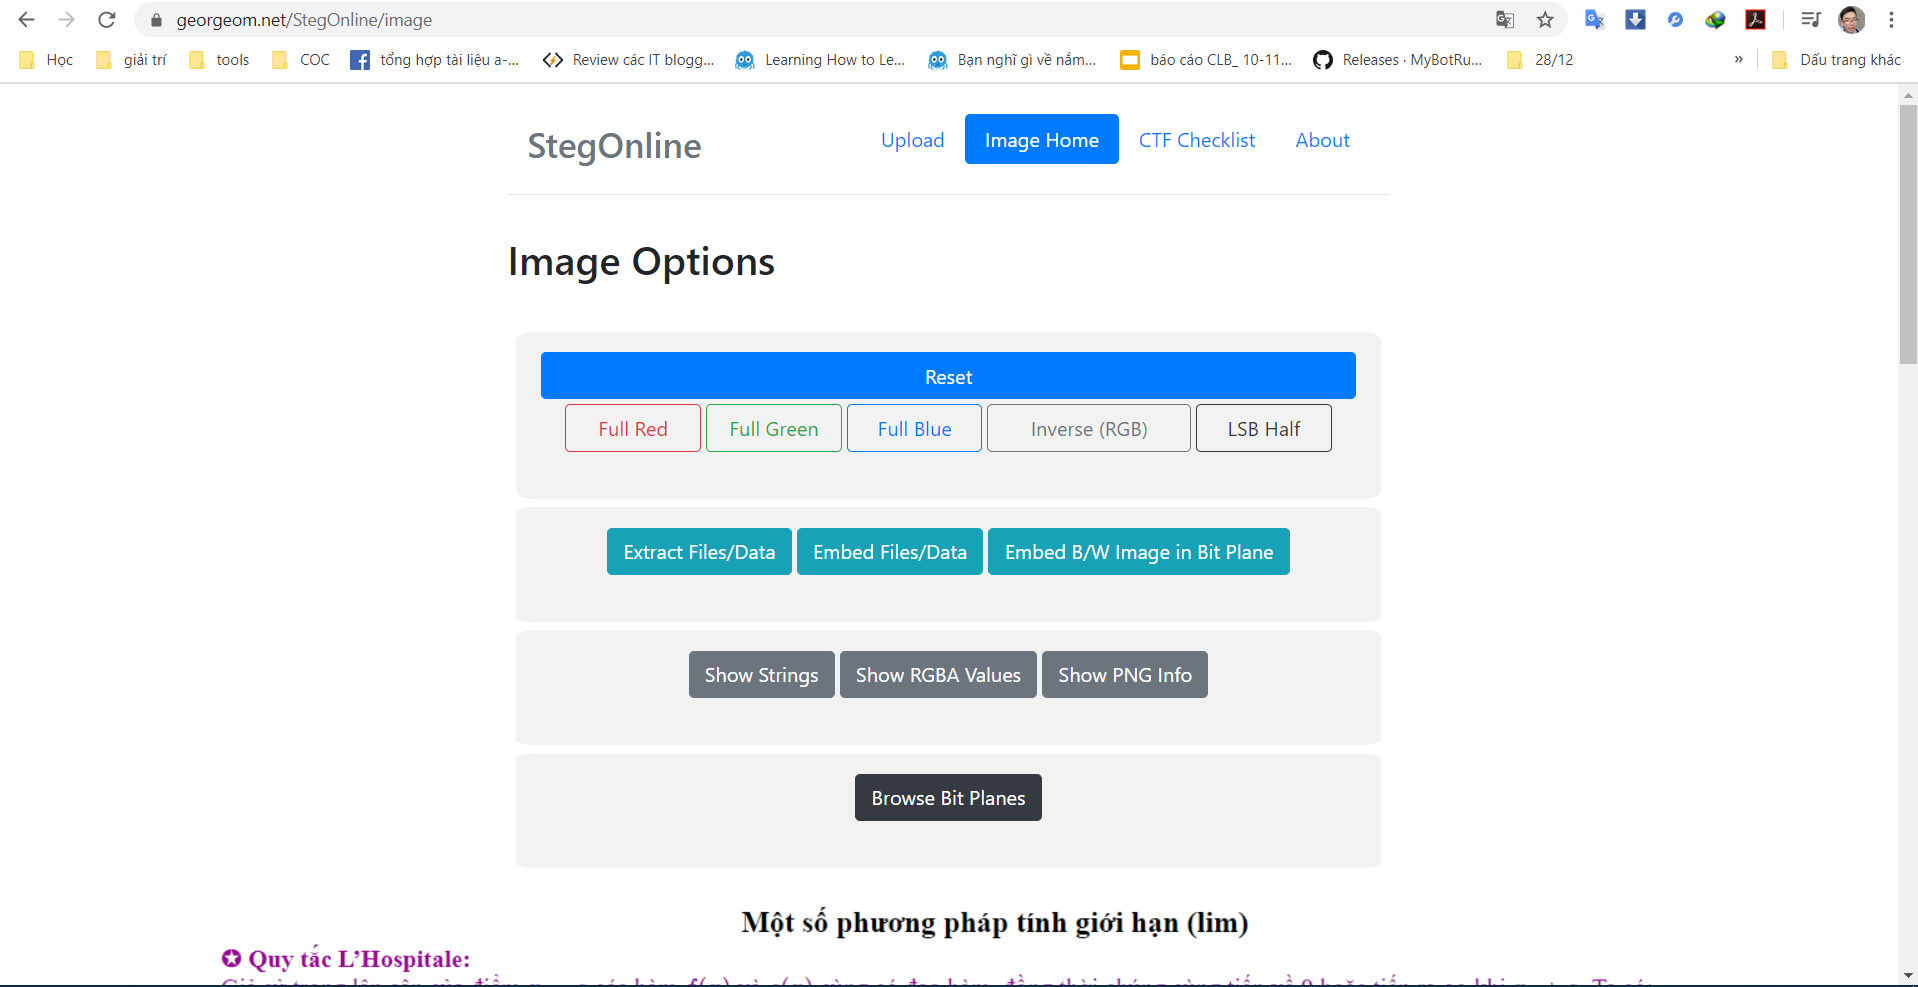 georgeom.net/StegOnline/image
Học giải trí tools COC tổng hợp tài liệu a-... Review các IT blogg... Learning How to Le... Bạn nghĩ gì về nắm... báo cáo CLB_ 10-11... Releases · MyBotRu... 28/12 » Dấu trang khác
StegOnline Upload Image Home CTF Checklist About
Image Options
Reset
Full Red Full Green Full Blue Inverse (RGB) LSB Half
Extract Files/Data Embed Files/Data Embed B/W Image in Bit Plane
Show Strings Show RGBA Values Show PNG Info
Browse Bit Planes
Một số phương pháp tính giới hạn (lim)
✪ Quy tắc L’Hospitale: